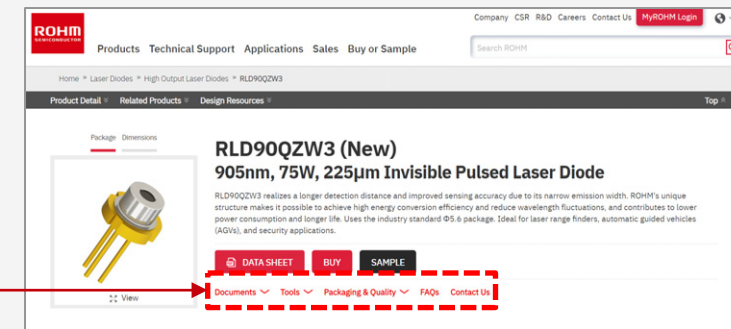 Company CSR R&D Careers Contact Us MyROHM Login
ROHM
SEMICONDUCTOR
Products Technical Support Applications Sales Buy or Sample
Search ROHM
Home Laser Diodes High Output Laser Diodes RLD90QZW3
Product Detail Related Products Design Resources Top
Package Dimensions
RLD90QZW3 (New)
905nm, 75W, 225μm Invisible Pulsed Laser Diode
RLD90QZW3 realizes a longer detection distance and improved sensing accuracy due to its narrow emission width. ROHM's unique
structure makes it possible to achieve high energy conversion efficiency and reduce wavelength fluctuations, and contributes to lower
power consumption and longer life. Uses the industry standard Φ5.6 package. Ideal for laser range finders, automatic guided vehicles
(AGVs), and security applications.
DATA SHEET BUY SAMPLE
Documents Tools Packaging & Quality FAQs Contact Us
View